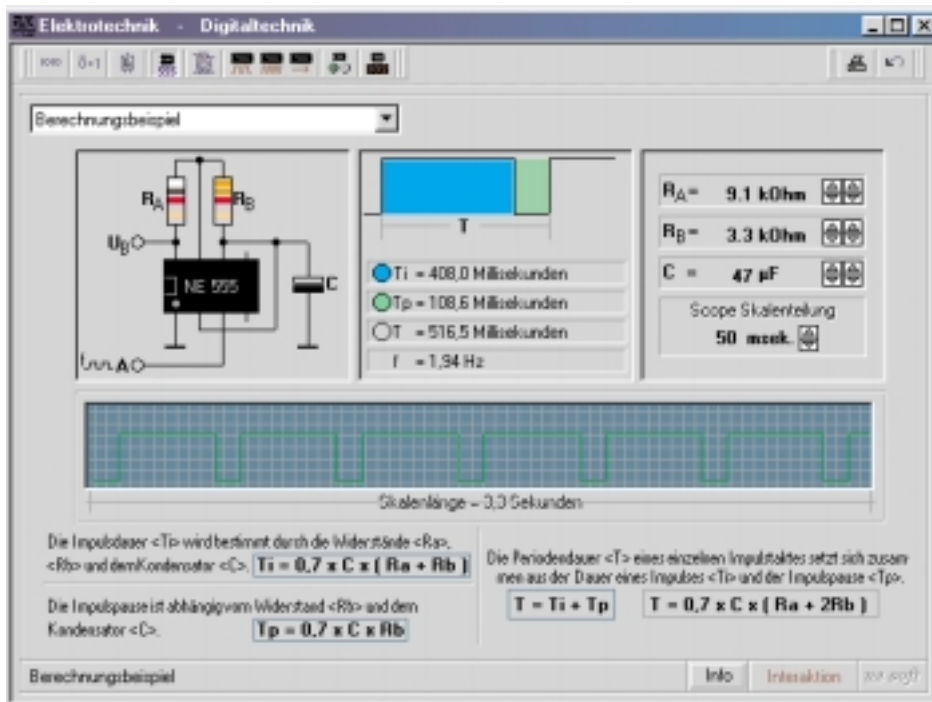 Elektrotechnik - Digitaltechnik
Berechnungsbeispiel
RA
RB
UB
NE 555
C
A
T
Ti = 408,0 Millisekunden
Tp = 108,6 Millisekunden
T = 516,5 Millisekunden
f = 1,94 Hz
RA= 9.1 kOhm
RB= 3.3 kOhm
C = 47 µF
Scope Skalenteilung
50 msek.
Skalenlänge = 3,3 Sekunden
Die Impulsdauer <Ti> wird bestimmt durch die Widerstände <Ra>,
<Rb> und dem Kondensator <C>. Ti = 0,7 x C x ( Ra + Rb )
Die Impulspause ist abhängig vom Widerstand <Rb> und dem
Kondensator <C>. Tp = 0,7 x C x Rb
Die Periodendauer <T> eines einzelnen Impulstaktes setzt sich zusam-
men aus der Dauer eines Impulses <Ti> und der Impulspause <Tp>.
T = Ti + Tp T = 0,7 x C x ( Ra + 2Rb )
Berechnungsbeispiel
Info
Interaktion